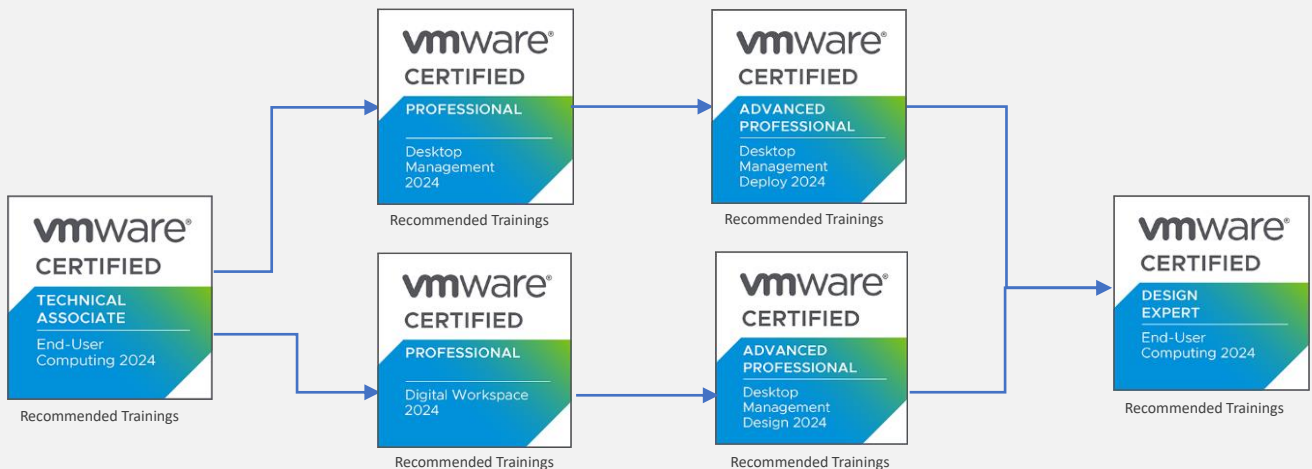 vmware®
CERTIFIED
TECHNICAL
ASSOCIATE
End-User
Computing 2024
Recommended Trainings
vmware®
CERTIFIED
PROFESSIONAL
Desktop
Management
2024
Recommended Trainings
vmware®
CERTIFIED
ADVANCED
PROFESSIONAL
Desktop
Management
Deploy 2024
Recommended Trainings
vmware®
CERTIFIED
PROFESSIONAL
Digital Workspace
2024
Recommended Trainings
vmware®
CERTIFIED
ADVANCED
PROFESSIONAL
Desktop
Management
Design 2024
Recommended Trainings
vmware®
CERTIFIED
DESIGN
EXPERT
End-User
Computing 2024
Recommended Trainings